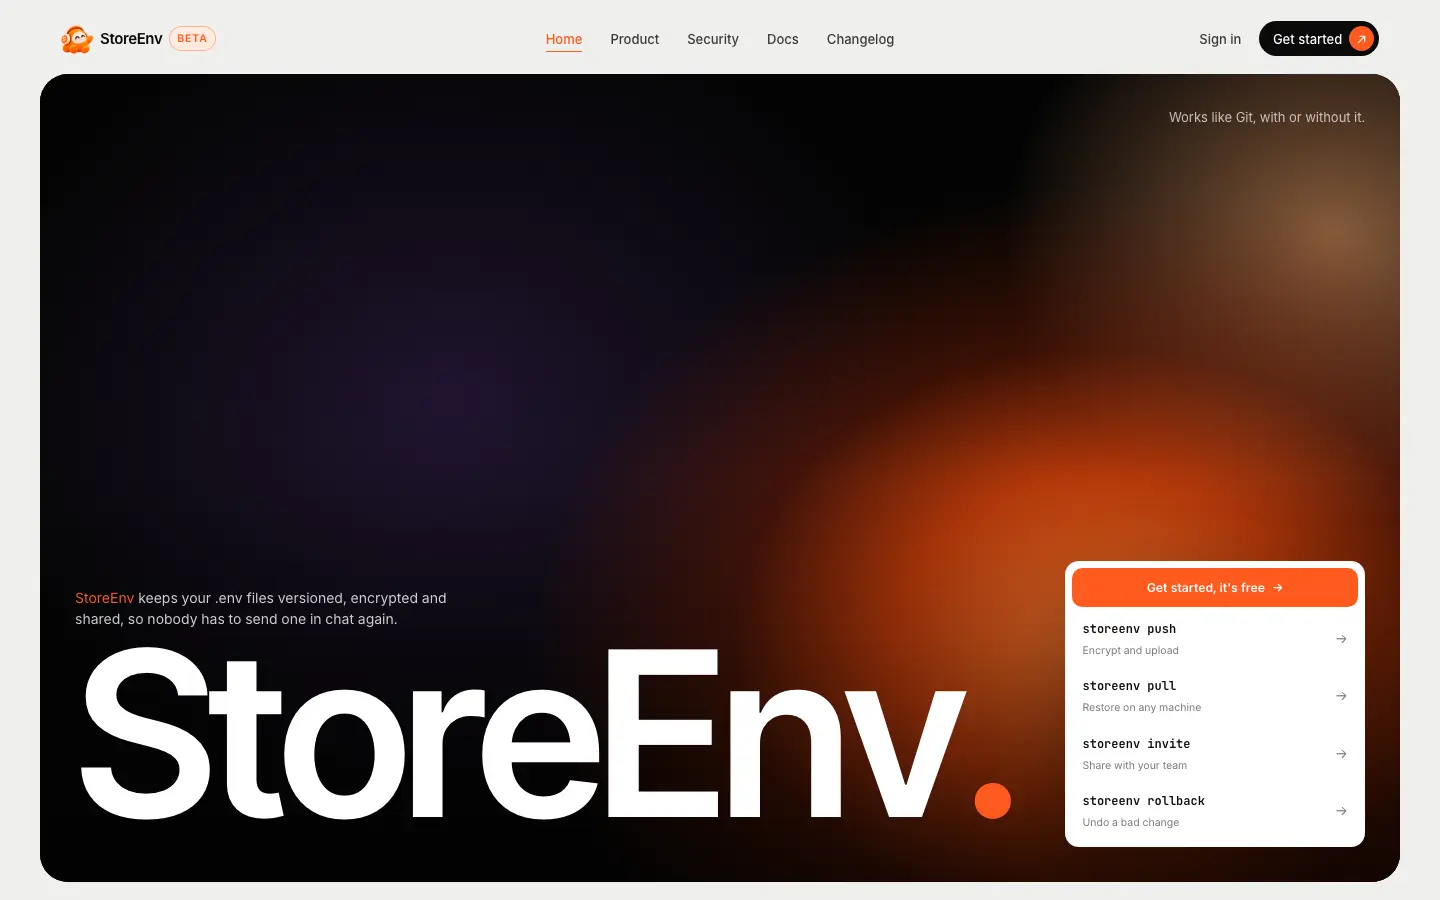 StoreEnv BETA
Home Product Security Docs Changelog
Sign in Get started
Works like Git, with or without it.
StoreEnv keeps your .env files versioned, encrypted and
shared, so nobody has to send one in chat again.
StoreEnv.
Get started, it's free →
storeenv push
Encrypt and upload
storeenv pull
Restore on any machine
storeenv invite
Share with your team
storeenv rollback
Undo a bad change